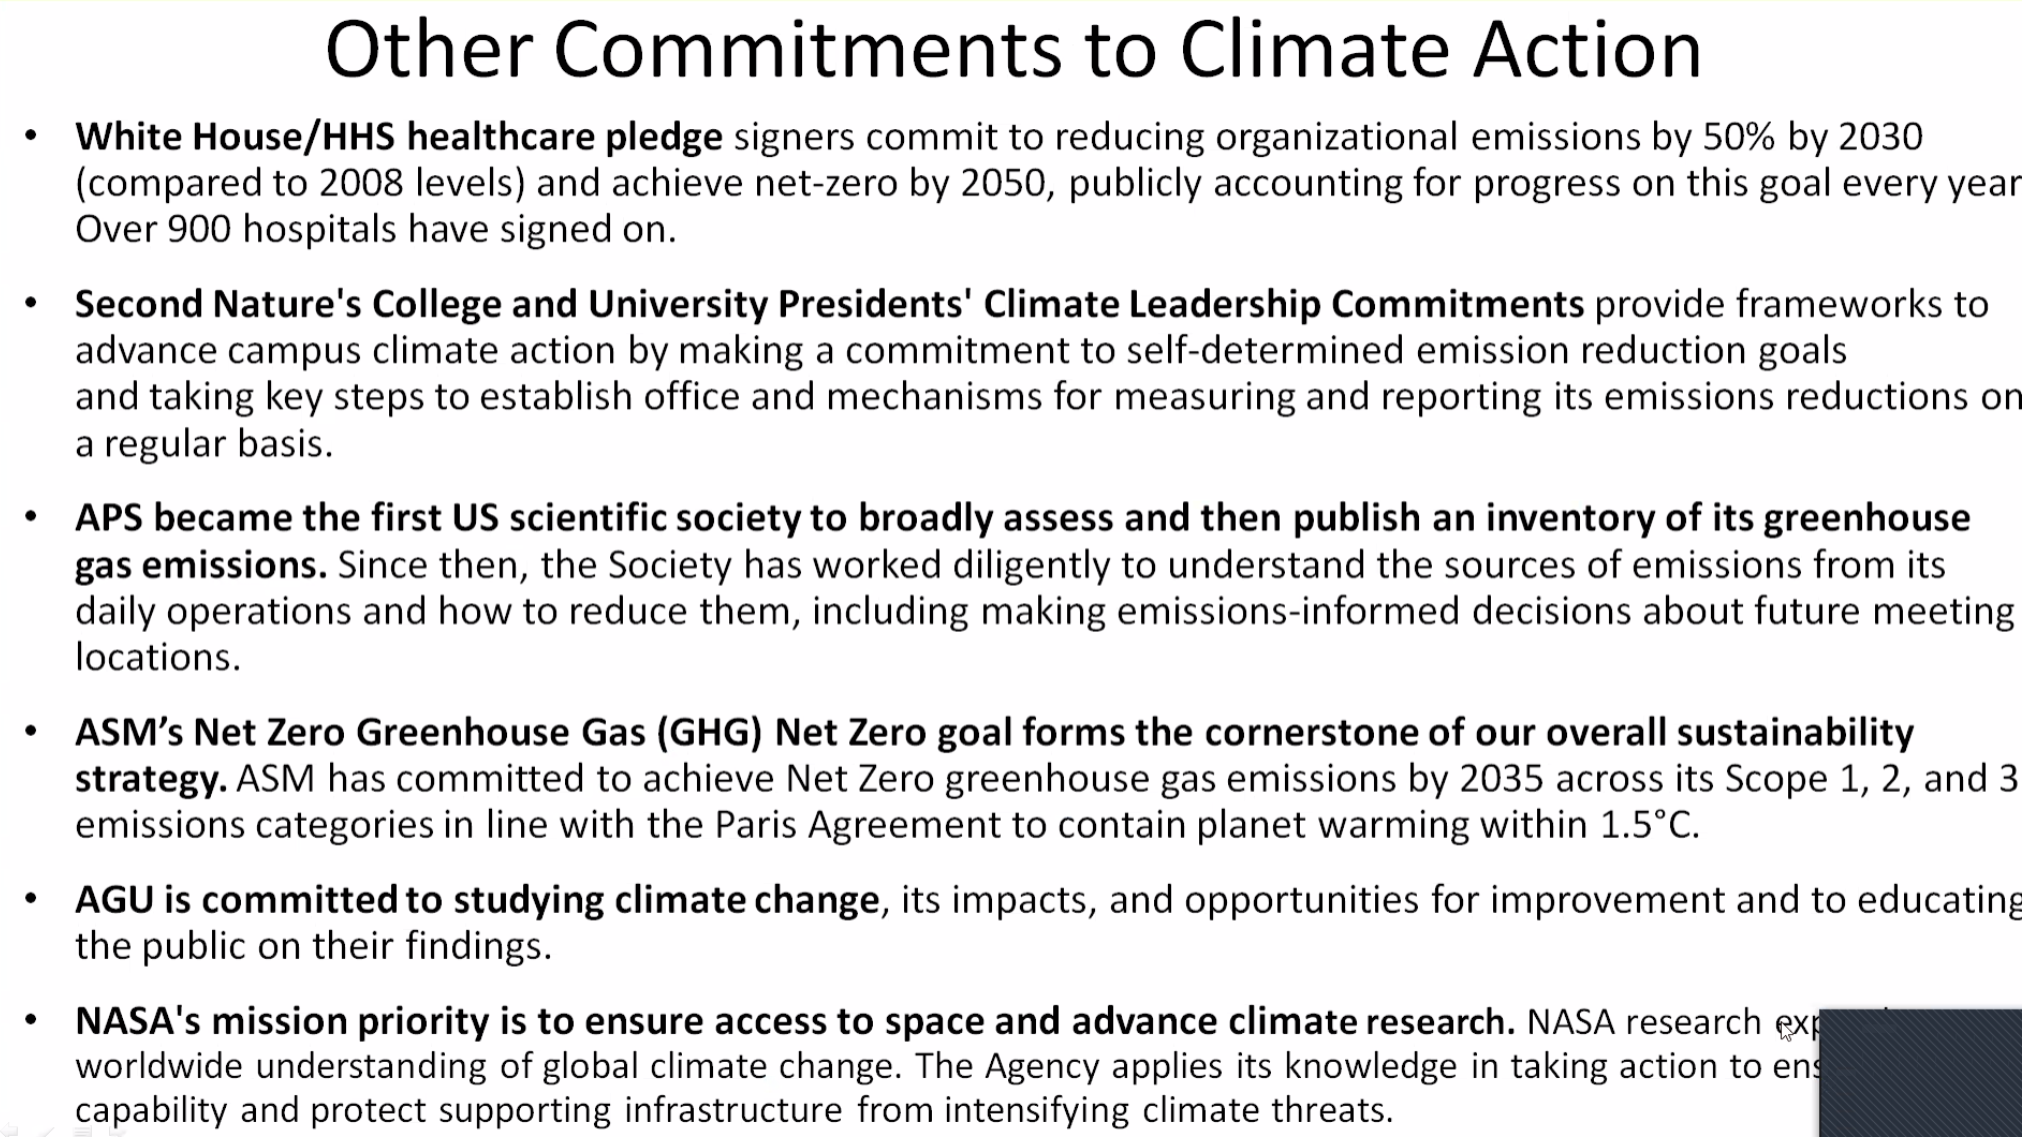 Other Commitments to Climate Action
• White House/HHS healthcare pledge signers commit to reducing organizational emissions by 50% by 2030
(compared to 2008 levels) and achieve net-zero by 2050, publicly accounting for progress on this goal every year
Over 900 hospitals have signed on.
• Second Nature's College and University Presidents' Climate Leadership Commitments provide frameworks to
advance campus climate action by making a commitment to self-determined emission reduction goals
and taking key steps to establish office and mechanisms for measuring and reporting its emissions reductions on
a regular basis.
• APS became the first US scientific society to broadly assess and then publish an inventory of its greenhouse
gas emissions. Since then, the Society has worked diligently to understand the sources of emissions from its
daily operations and how to reduce them, including making emissions-informed decisions about future meeting
locations.
• ASM’s Net Zero Greenhouse Gas (GHG) Net Zero goal forms the cornerstone of our overall sustainability
strategy. ASM has committed to achieve Net Zero greenhouse gas emissions by 2035 across its Scope 1, 2, and 3
emissions categories in line with the Paris Agreement to contain planet warming within 1.5°C.
• AGU is committed to studying climate change, its impacts, and opportunities for improvement and to educating
the public on their findings.
• NASA's mission priority is to ensure access to space and advance climate research. NASA research
worldwide understanding of global climate change. The Agency applies its knowledge in taking action to
capability and protect supporting infrastructure from intensifying climate threats.